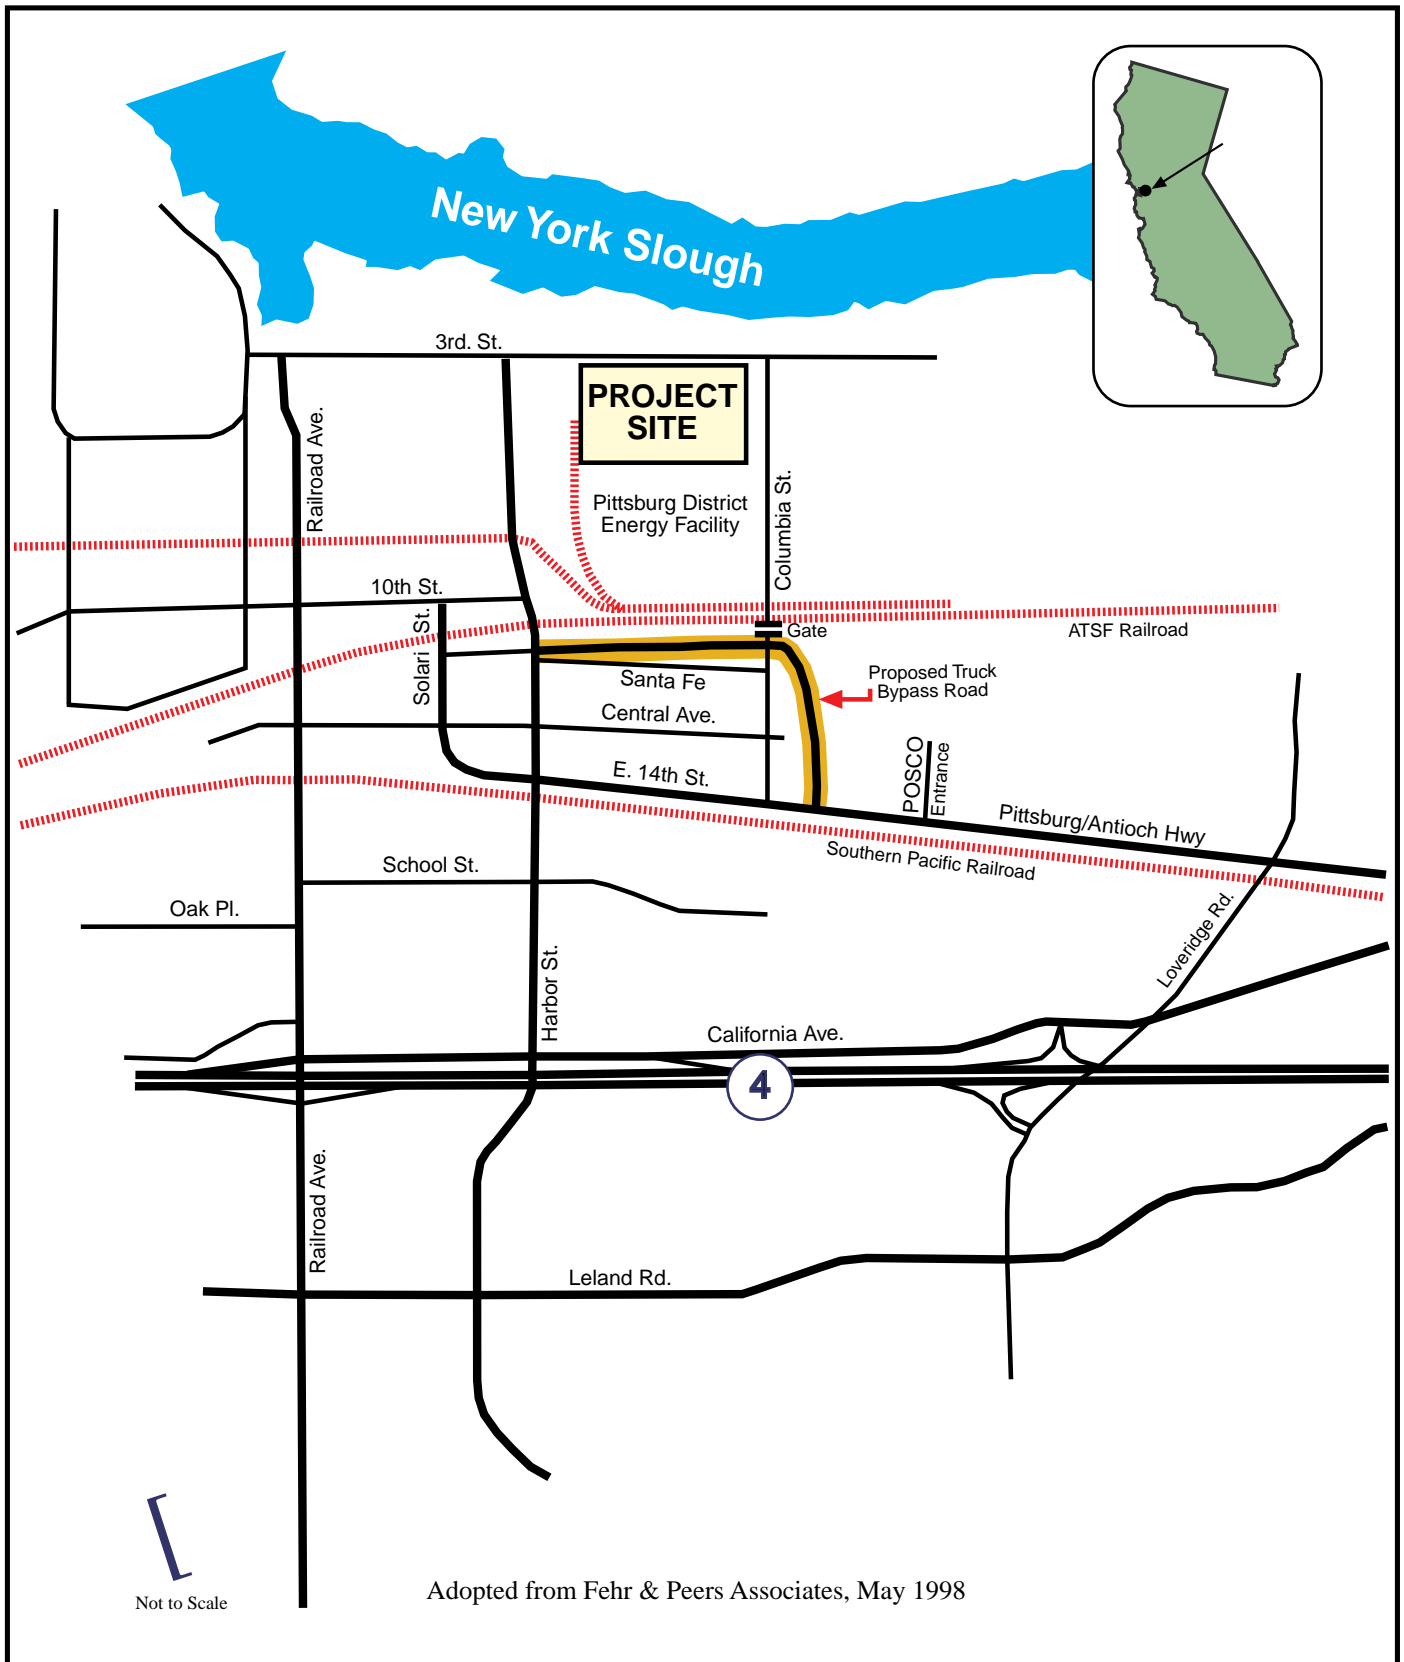 New York Slough
3rd. St.
PROJECT
SITE
Railroad Ave.
Pittsburg District
Energy Facility
Columbia St.
10th St.
Solari St.
Gate
ATSF Railroad
Santa Fe
Proposed Truck
Bypass Road
Central Ave.
E. 14th St.
POSCO
Entrance
Pittsburg/Antioch Hwy
Southern Pacific Railroad
School St.
Oak Pl.
Loveridge Rd.
Harbor St.
California Ave.
4
Railroad Ave.
Leland Rd.
[
Not to Scale
Adopted from Fehr & Peers Associates, May 1998